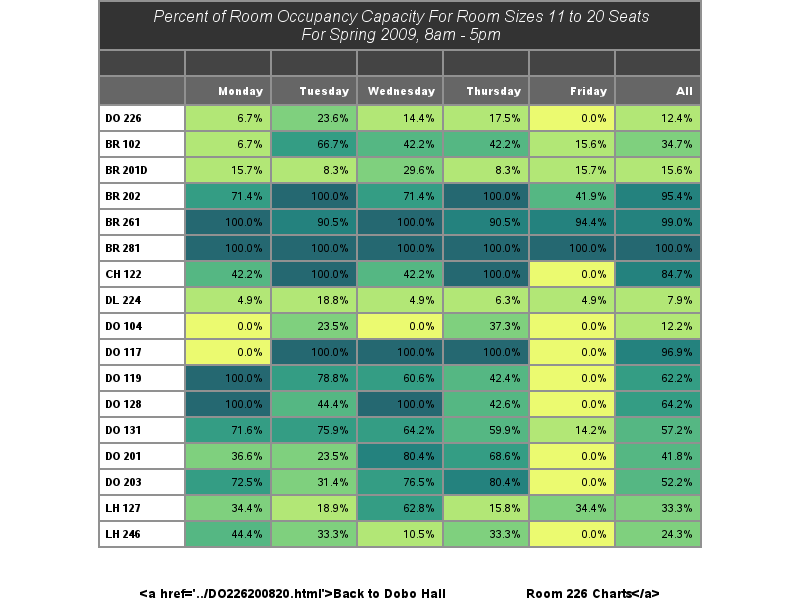 Percent of Room Occupancy Capacity For Room Sizes 11 to 20 Seats
For Spring 2009, 8am - 5pm
Monday Tuesday Wednesday Thursday Friday All
DO 226 6.7% 23.6% 14.4% 17.5% 0.0% 12.4%
BR 102 6.7% 66.7% 42.2% 42.2% 15.6% 34.7%
BR 201D 15.7% 8.3% 29.6% 8.3% 15.7% 15.6%
BR 202 71.4% 100.0% 71.4% 100.0% 41.9% 95.4%
BR 261 100.0% 90.5% 100.0% 90.5% 94.4% 99.0%
BR 281 100.0% 100.0% 100.0% 100.0% 100.0% 100.0%
CH 122 42.2% 100.0% 42.2% 100.0% 0.0% 84.7%
DL 224 4.9% 18.8% 4.9% 6.3% 4.9% 7.9%
DO 104 0.0% 23.5% 0.0% 37.3% 0.0% 12.2%
DO 117 0.0% 100.0% 100.0% 100.0% 0.0% 96.9%
DO 119 100.0% 78.8% 60.6% 42.4% 0.0% 62.2%
DO 128 100.0% 44.4% 100.0% 42.6% 0.0% 64.2%
DO 131 71.6% 75.9% 64.2% 59.9% 14.2% 57.2%
DO 201 36.6% 23.5% 80.4% 68.6% 0.0% 41.8%
DO 203 72.5% 31.4% 76.5% 80.4% 0.0% 52.2%
LH 127 34.4% 18.9% 62.8% 15.8% 34.4% 33.3%
LH 246 44.4% 33.3% 10.5% 33.3% 0.0% 24.3%
<a href='../DO226200820.html'>Back to Dobo Hall Room 226 Charts</a>